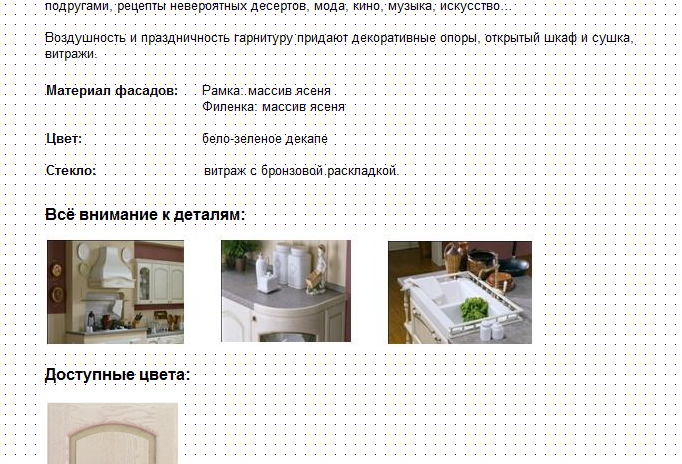 подругами, рецепты невероятных десертов, мода, кино, музыка, искусство…
Воздушность и праздничность гарнитуру придают декоративные опоры, открытый шкаф и сушка,
витражи.
Материал фасадов: Рамка: массив ясеня
Филенка: массив ясеня
Цвет: бело-зеленое декапе
Стекло: витраж с бронзовой раскладкой.
Всё внимание к деталям:
Доступные цвета: